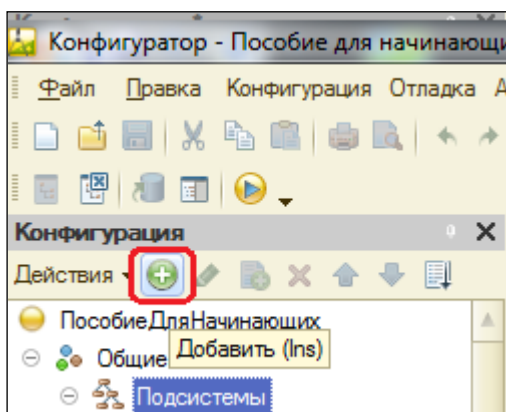 Конфигуратор - Пособие для начинающи
Файл Правка Конфигурация Отладка А
Конфигурация
Действия
ПособиеДляНачинающих
Общие
Добавить (Ins)
Подсистемы